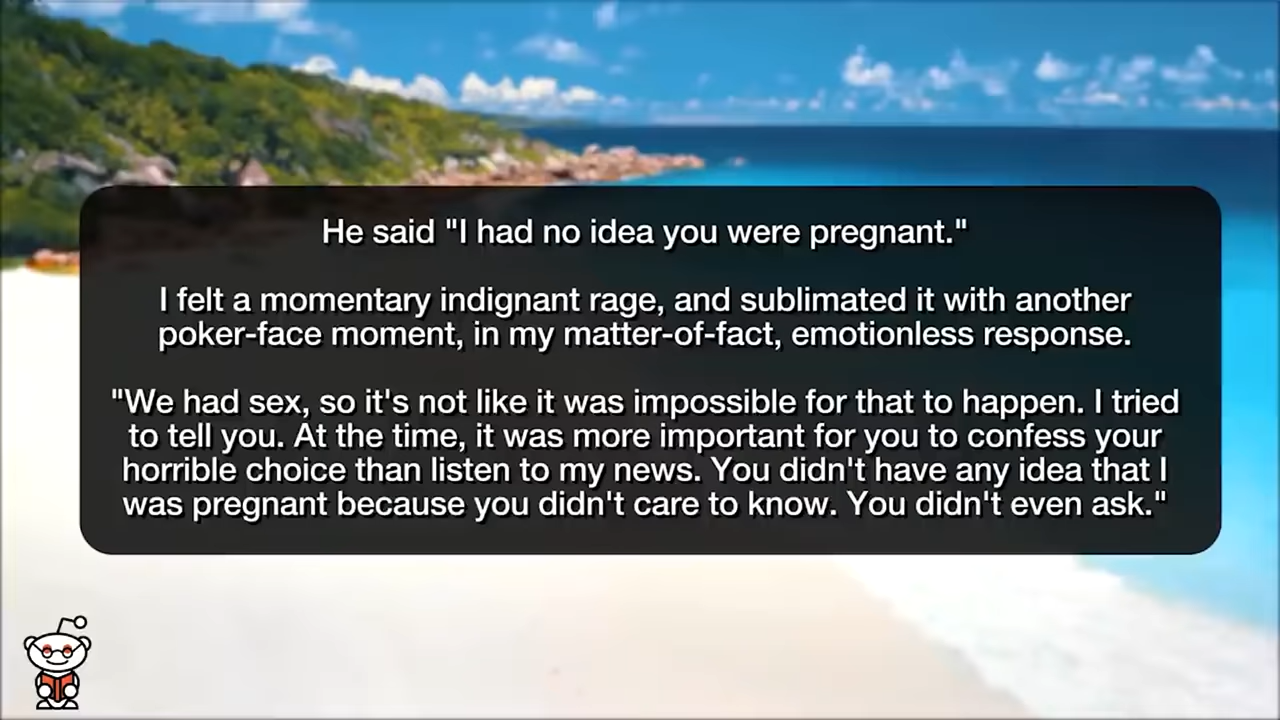 He said "I had no idea you were pregnant."
I felt a momentary indignant rage, and sublimated it with another
poker-face moment, in my matter-of-fact, emotionless response.
"We had sex, so it's not like it was impossible for that to happen. I tried
to tell you. At the time, it was more important for you to confess your
horrible choice than listen to my news. You didn't have any idea that I
was pregnant because you didn't care to know. You didn't even ask."